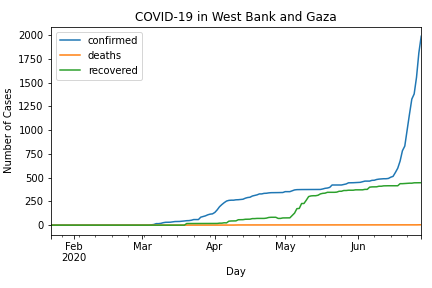 COVID-19 in West Bank and Gaza
confirmed
deaths
recovered
Number of Cases
2000
1750
1500
1250
1000
750
500
250
0
Feb
2020
Mar
Apr
May
Jun
Day